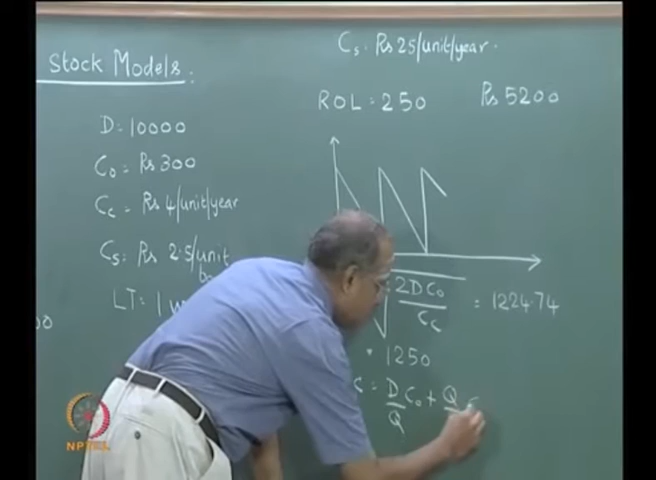 Stock Models:
D = 10000
Co = Rs 300
Cc = Rs 4/unit/year
Cs = Rs 2.5/unit
LT = 1
Cs = Rs 25/unit/year.
ROL = 250 Rs 5200
2DCo / Cc = 1224.74
1250
= D/Q Co + Q
NPTEL